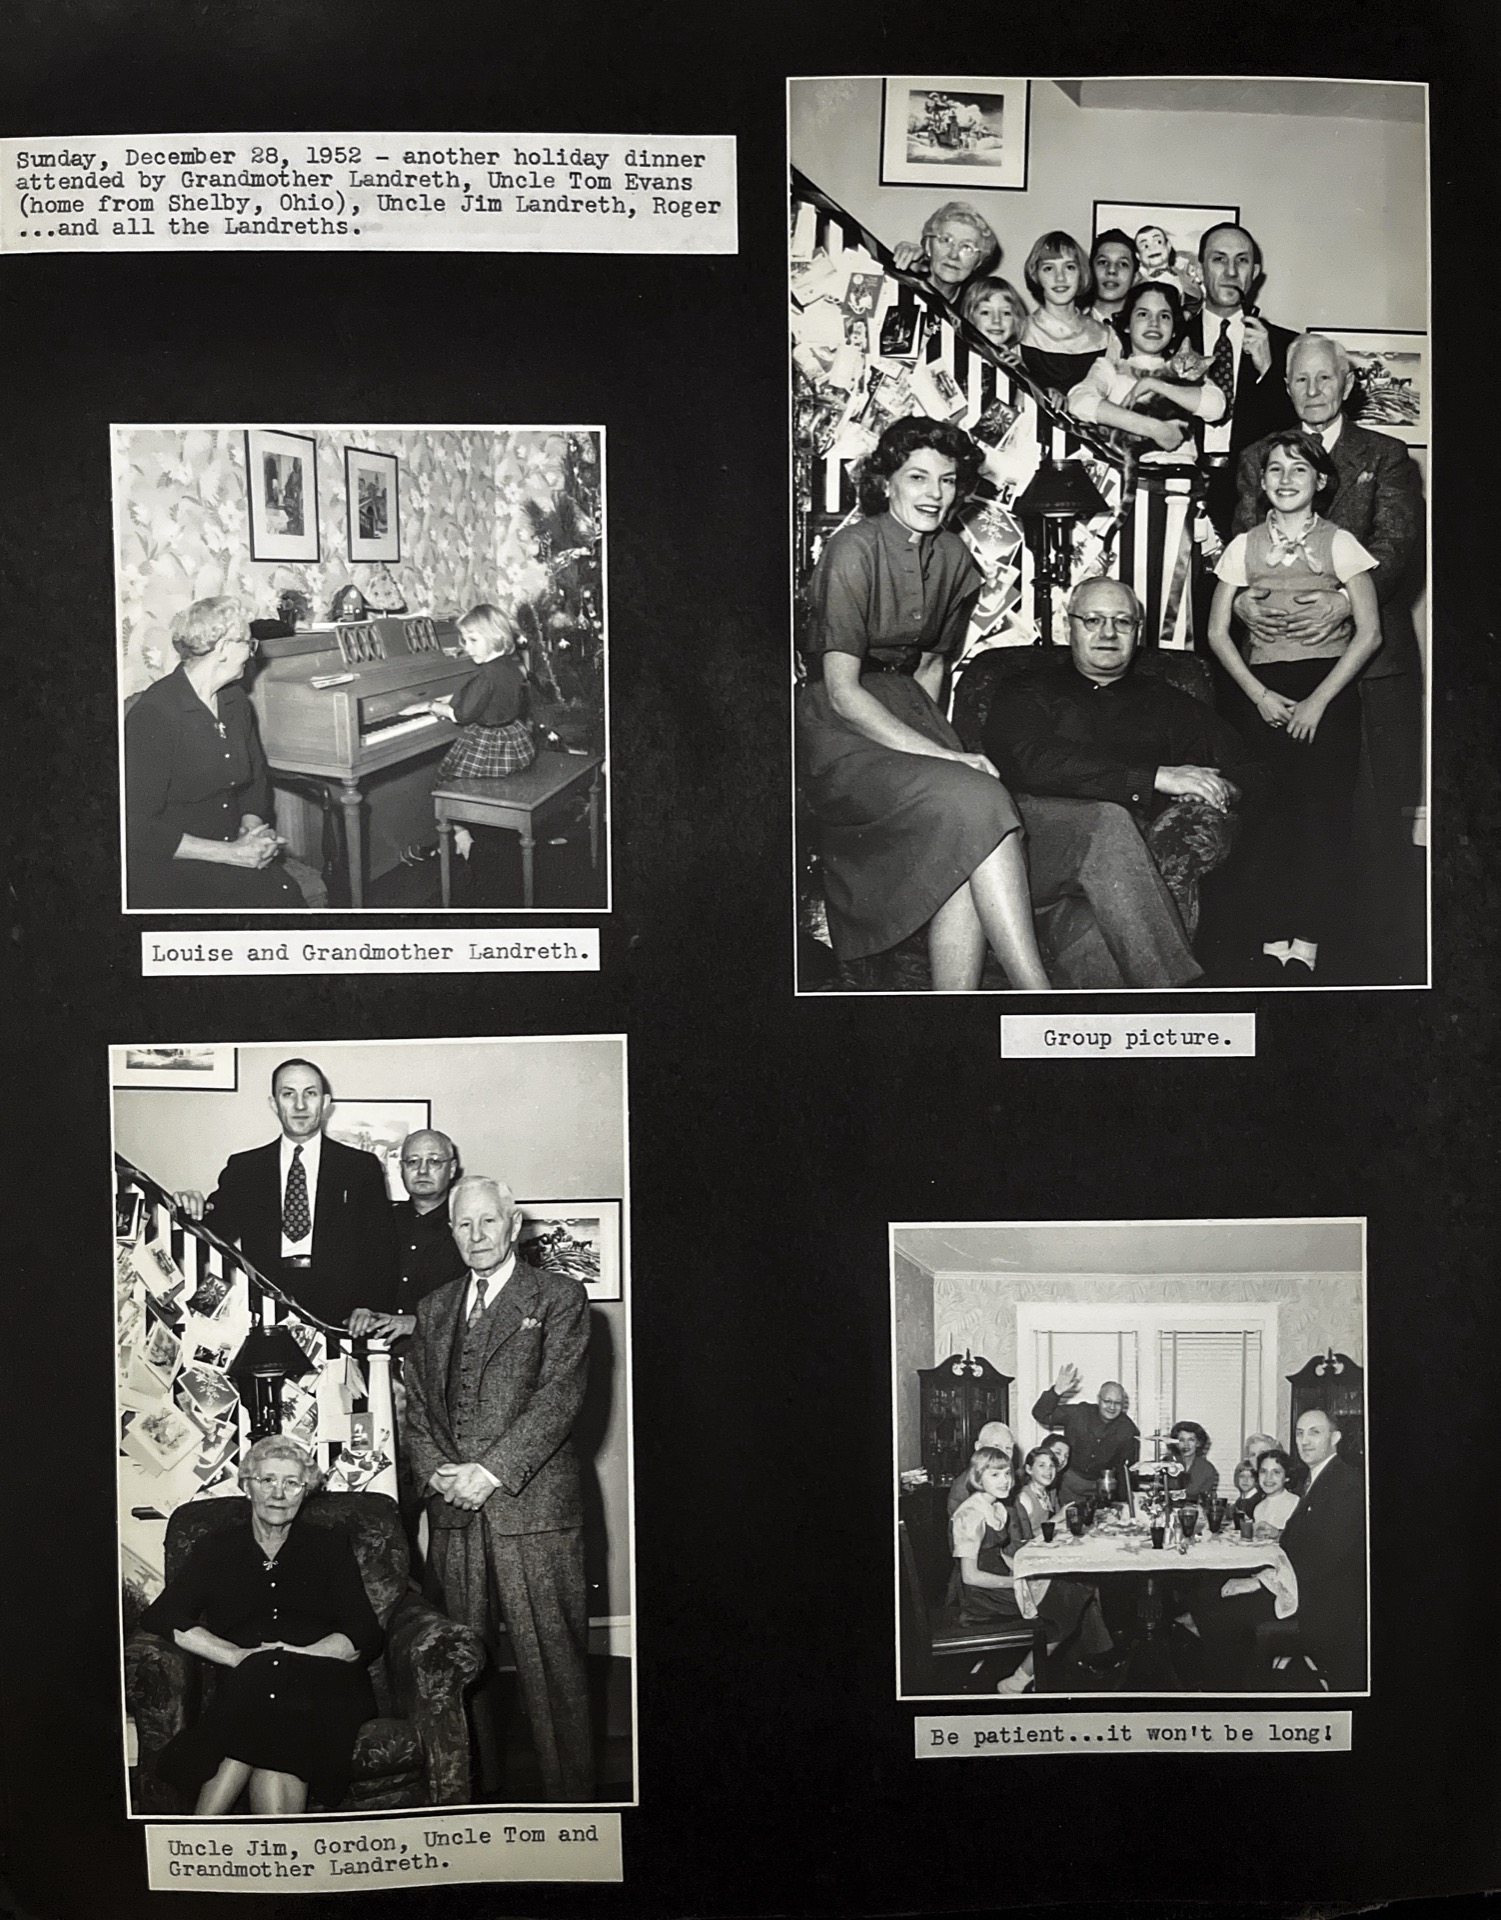 Sunday, December 28, 1952 - another holiday dinner
attended by Grandmother Landreth, Uncle Tom Evans
(home from Shelby, Ohio), Uncle Jim Landreth, Roger
...and all the Landreths.
Louise and Grandmother Landreth.
Group picture.
Uncle Jim, Gordon, Uncle Tom and
Grandmother Landreth.
Be patient...it won't be long!